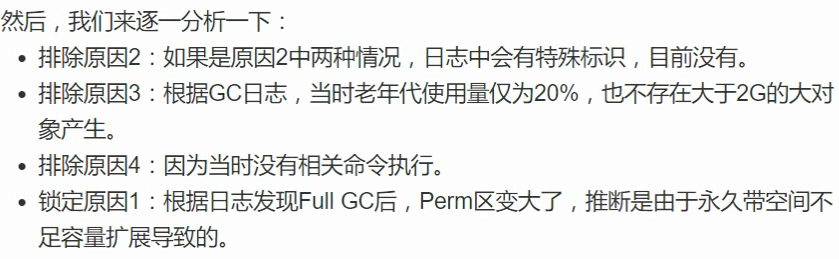 然后，我们来逐一分析一下：
• 排除原因2：如果是原因2中两种情况，日志中会有特殊标识，目前没有。
• 排除原因3：根据GC日志，当时老年代使用量仅为20%，也不存在大于2G的大对
象产生。
• 排除原因4：因为当时没有相关命令执行。
• 锁定原因1：根据日志发现Full GC后，Perm区变大了，推断是由于永久带空间不
足容量扩展导致的。